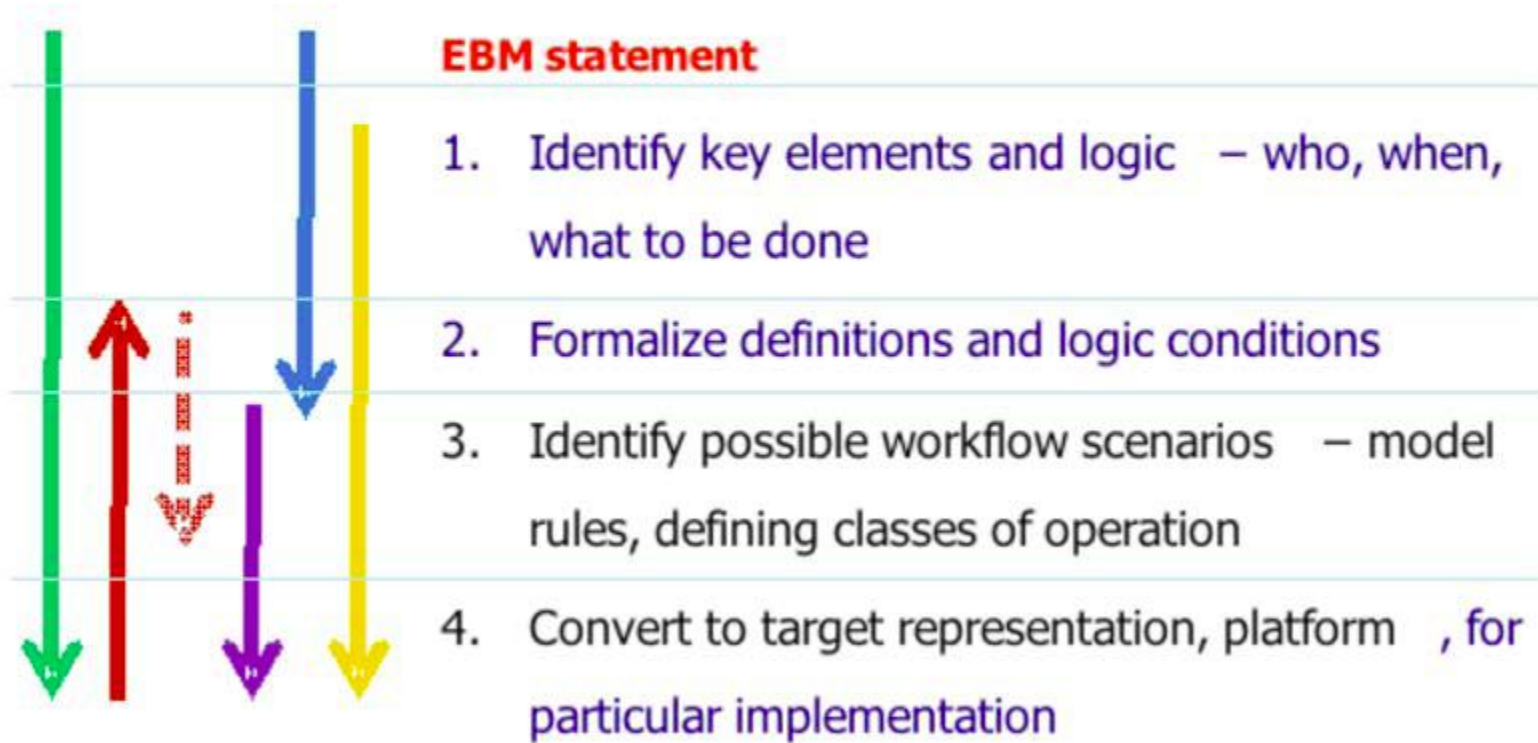 EBM statement
1. Identify key elements and logic – who, when,
what to be done
2. Formalize definitions and logic conditions
3. Identify possible workflow scenarios – model
rules, defining classes of operation
4. Convert to target representation, platform , for
particular implementation